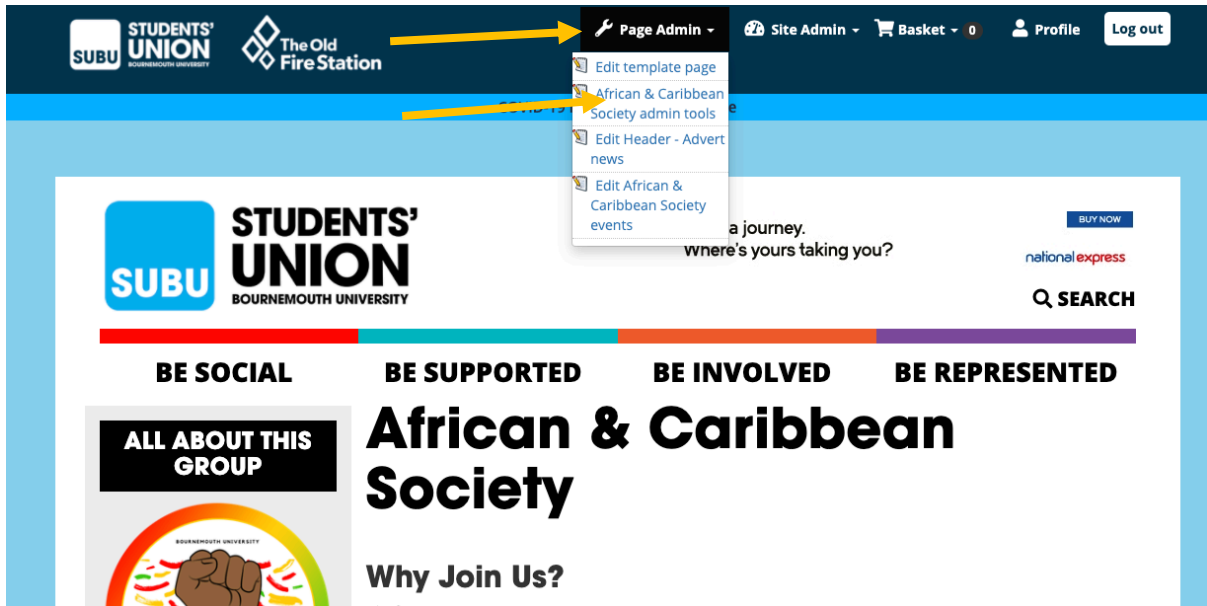 SUBU
STUDENTS'
UNION
BOURNEMOUTH UNIVERSITY
The Old
Fire Station
Page Admin
Site Admin
Basket 0
Profile
Log out
Edit template page
African & Caribbean
Society admin tools
Edit Header - Advert
news
Edit African &
Caribbean Society
events
SUBU
STUDENTS'
UNION
BOURNEMOUTH UNIVERSITY
a journey.
Where's yours taking you?
BUY NOW
national express
SEARCH
BE SOCIAL
BE SUPPORTED
BE INVOLVED
BE REPRESENTED
ALL ABOUT THIS
GROUP
BOURNEMOUTH UNIVERSITY
African & Caribbean
Society
Why Join Us?